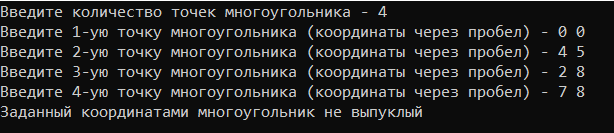 Введите количество точек многоугольника - 4
Введите 1-ую точку многоугольника (координаты через пробел) - 0 0
Введите 2-ую точку многоугольника (координаты через пробел) - 4 5
Введите 3-ую точку многоугольника (координаты через пробел) - 2 8
Введите 4-ую точку многоугольника (координаты через пробел) - 7 8
Заданный координатами многоугольник не выпуклый